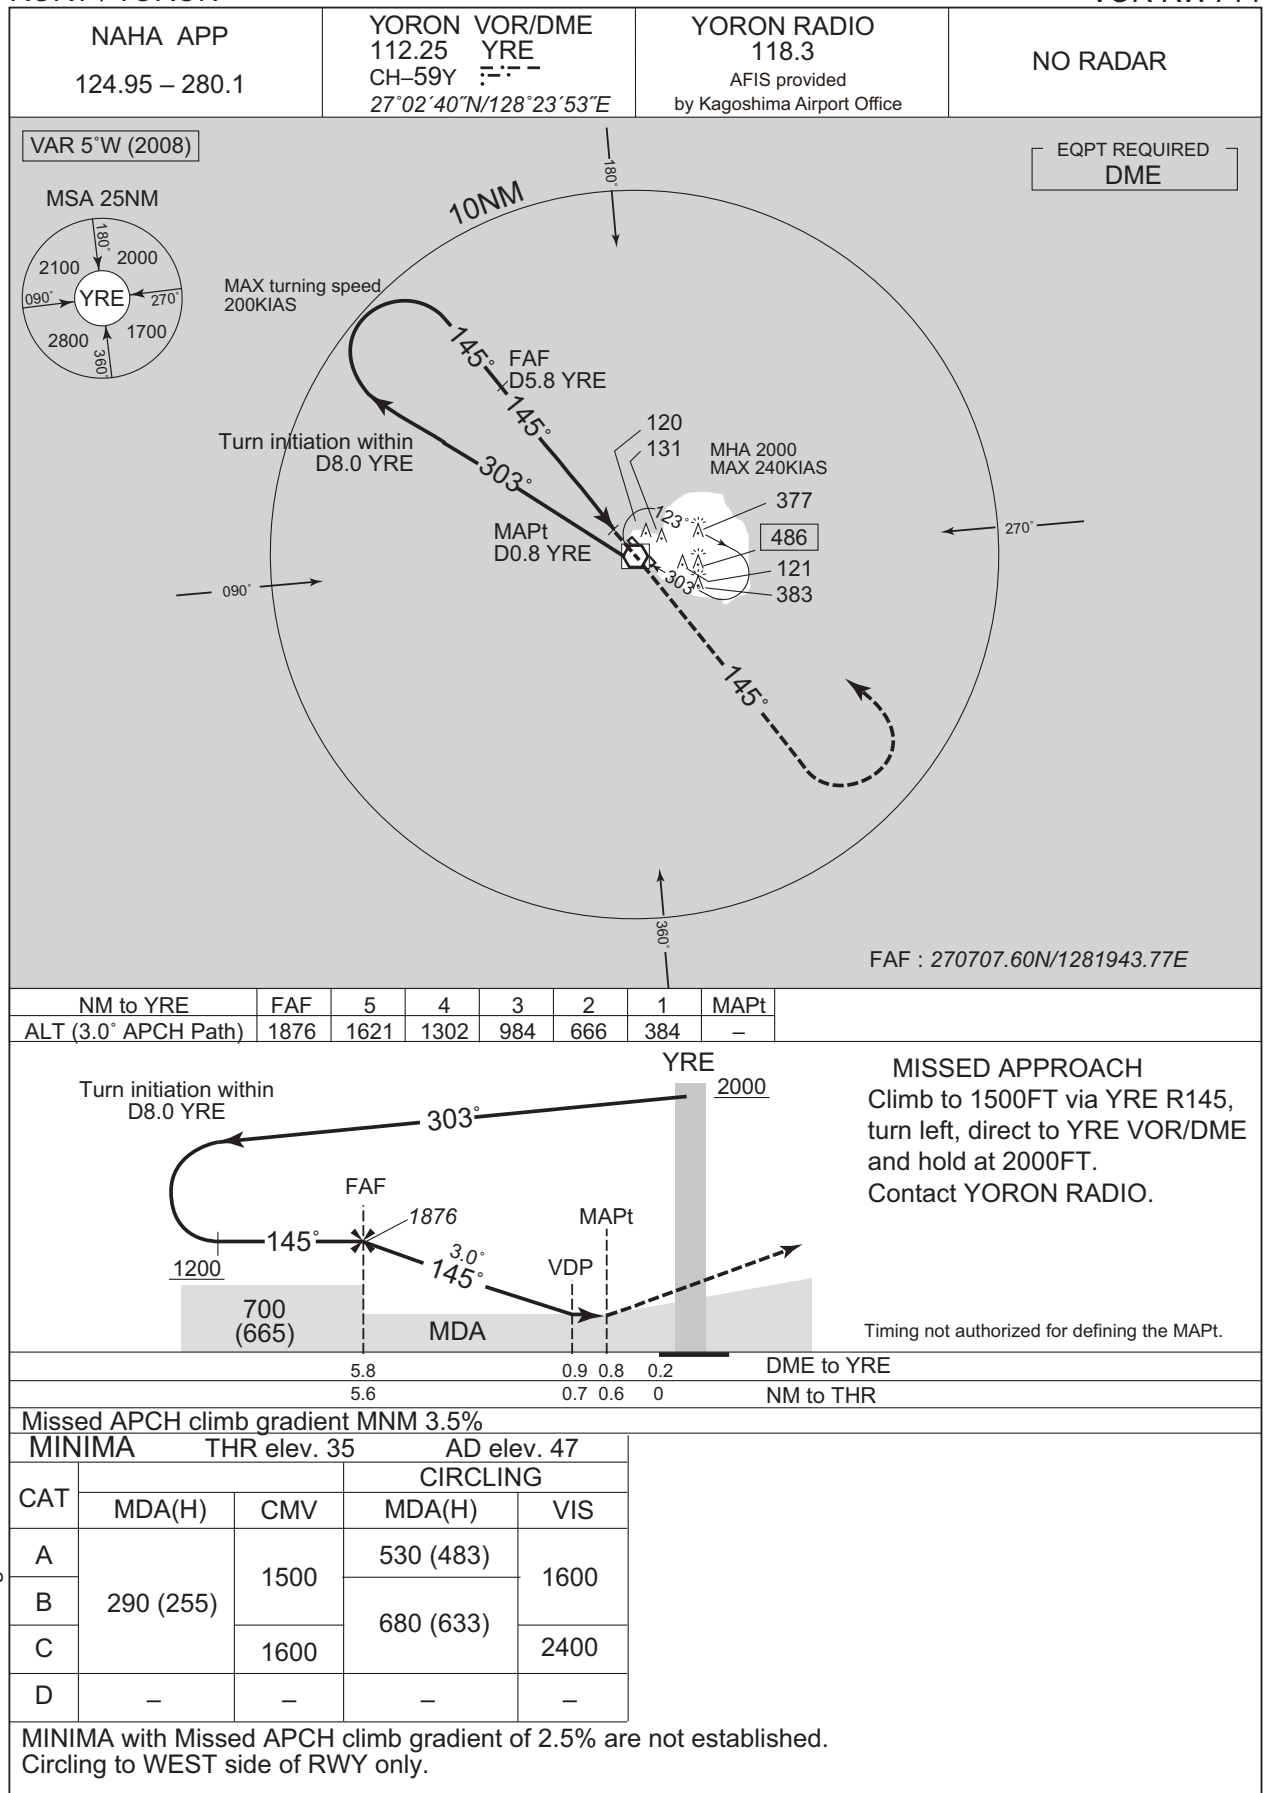 NAHA APP
124.95 – 280.1
YORON VOR/DME
112.25 YRE
CH–59Y
27°02´40˝N/128°23´53˝E
YORON RADIO
118.3
AFIS provided
by Kagoshima Airport Office
NO RADAR
VAR 5°W (2008)
EQPT REQUIRED
DME
MSA 25NM
180°
2100
2000
090°
YRE
270°
2800
1700
360°
180°
10NM
MAX turning speed
200KIAS
145°
FAF
D5.8 YRE
145°
Turn initiation within
D8.0 YRE
303°
120
131
MHA 2000
MAX 240KIAS
377
123°
486
MAPt
D0.8 YRE
121
303°
383
270°
090°
145°
360°
FAF : 270707.60N/1281943.77E
NM to YRE FAF 5 4 3 2 1 MAPt
ALT (3.0° APCH Path) 1876 1621 1302 984 666 384 –
YRE
Turn initiation within
D8.0 YRE
2000
303°
MISSED APPROACH
Climb to 1500FT via YRE R145,
turn left, direct to YRE VOR/DME
and hold at 2000FT.
Contact YORON RADIO.
FAF
1876
MAPt
145°
3.0°
145°
VDP
1200
700
(665)
MDA
Timing not authorized for defining the MAPt.
5.8 0.9 0.8 0.2 DME to YRE
5.6 0.7 0.6 0 NM to THR
Missed APCH climb gradient MNM 3.5%
MINIMA THR elev. 35 AD elev. 47
CAT
CIRCLING
MDA(H) CMV MDA(H) VIS
A
530 (483)
1500
1600
B
290 (255)
680 (633)
C
1600
2400
D – – – –
MINIMA with Missed APCH climb gradient of 2.5% are not established.
Circling to WEST side of RWY only.